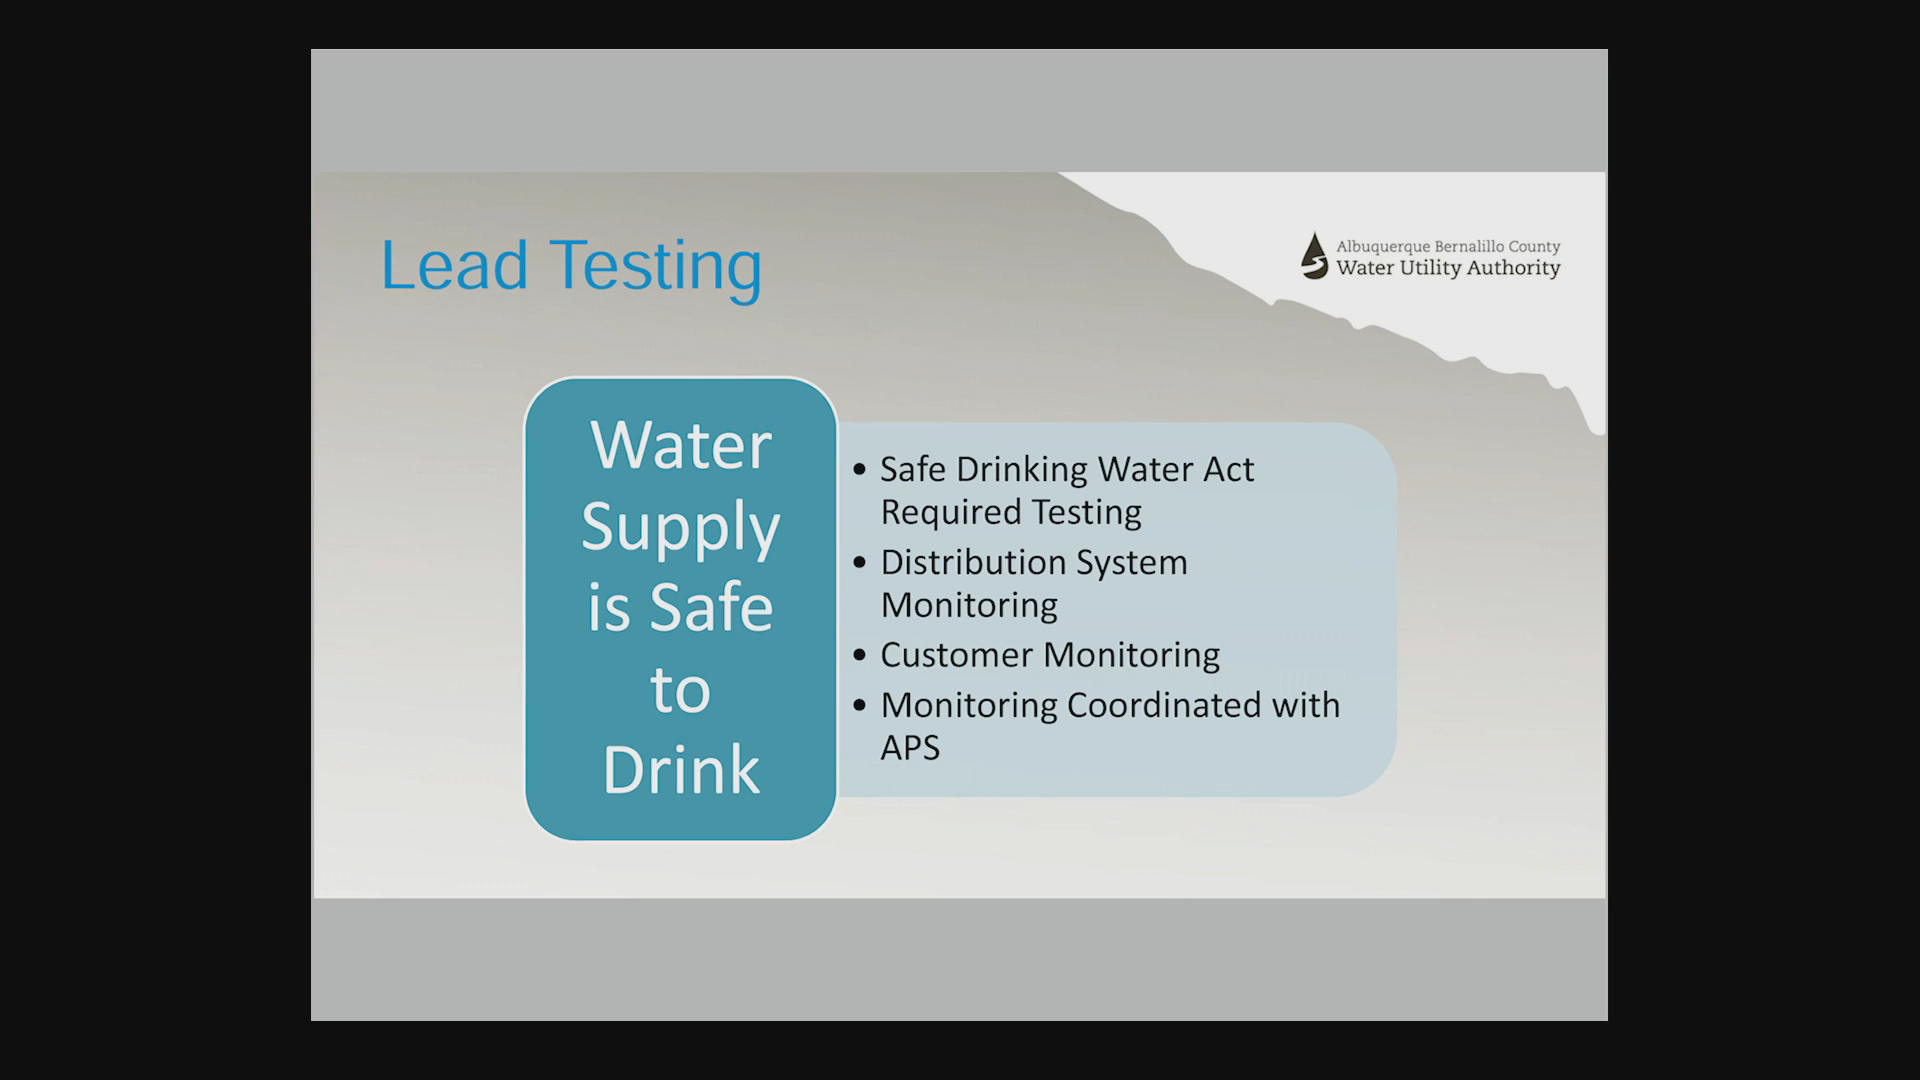 Lead Testing
Albuquerque Bernalillo County
Water Utility Authority
Water
Supply
is Safe
to
Drink
• Safe Drinking Water Act
Required Testing
• Distribution System
Monitoring
• Customer Monitoring
• Monitoring Coordinated with
APS